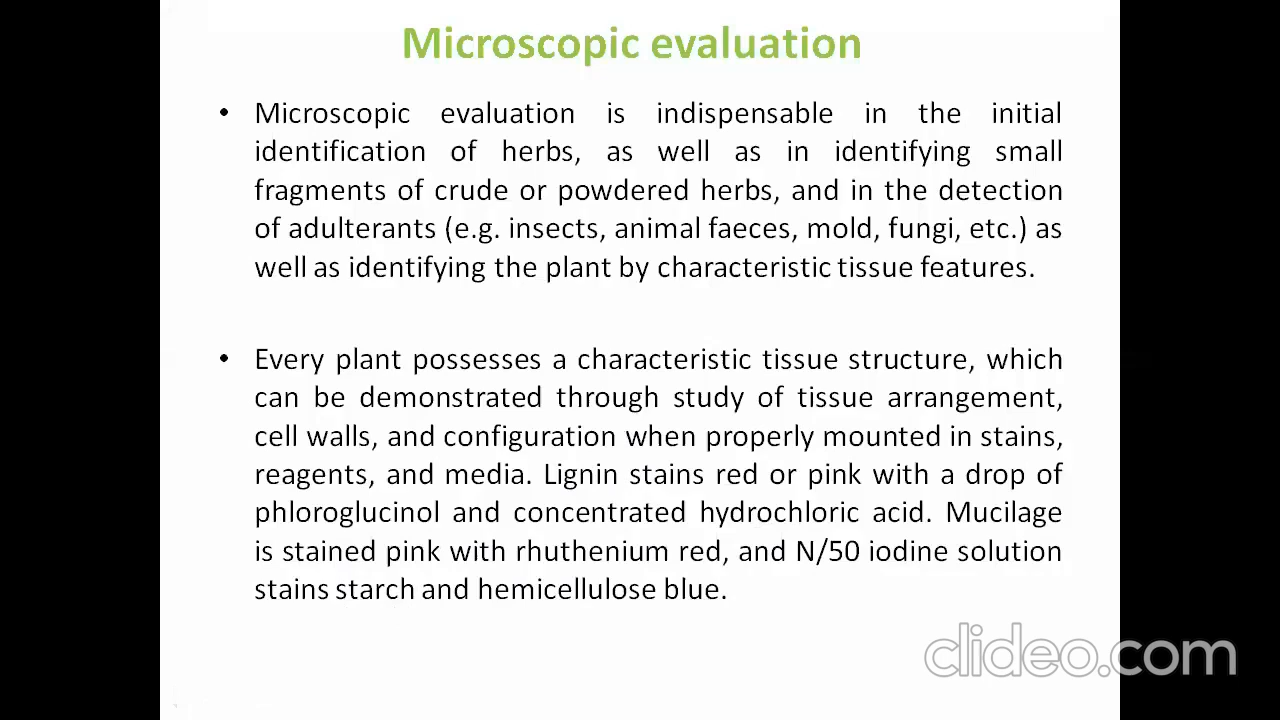 Microscopic evaluation
• Microscopic evaluation is indispensable in the initial
identification of herbs, as well as in identifying small
fragments of crude or powdered herbs, and in the detection
of adulterants (e.g. insects, animal faeces, mold, fungi, etc.) as
well as identifying the plant by characteristic tissue features.
• Every plant possesses a characteristic tissue structure, which
can be demonstrated through study of tissue arrangement,
cell walls, and configuration when properly mounted in stains,
reagents, and media. Lignin stains red or pink with a drop of
phloroglucinol and concentrated hydrochloric acid. Mucilage
is stained pink with rhuthenium red, and N/50 iodine solution
stains starch and hemicellulose blue.
clideo.com